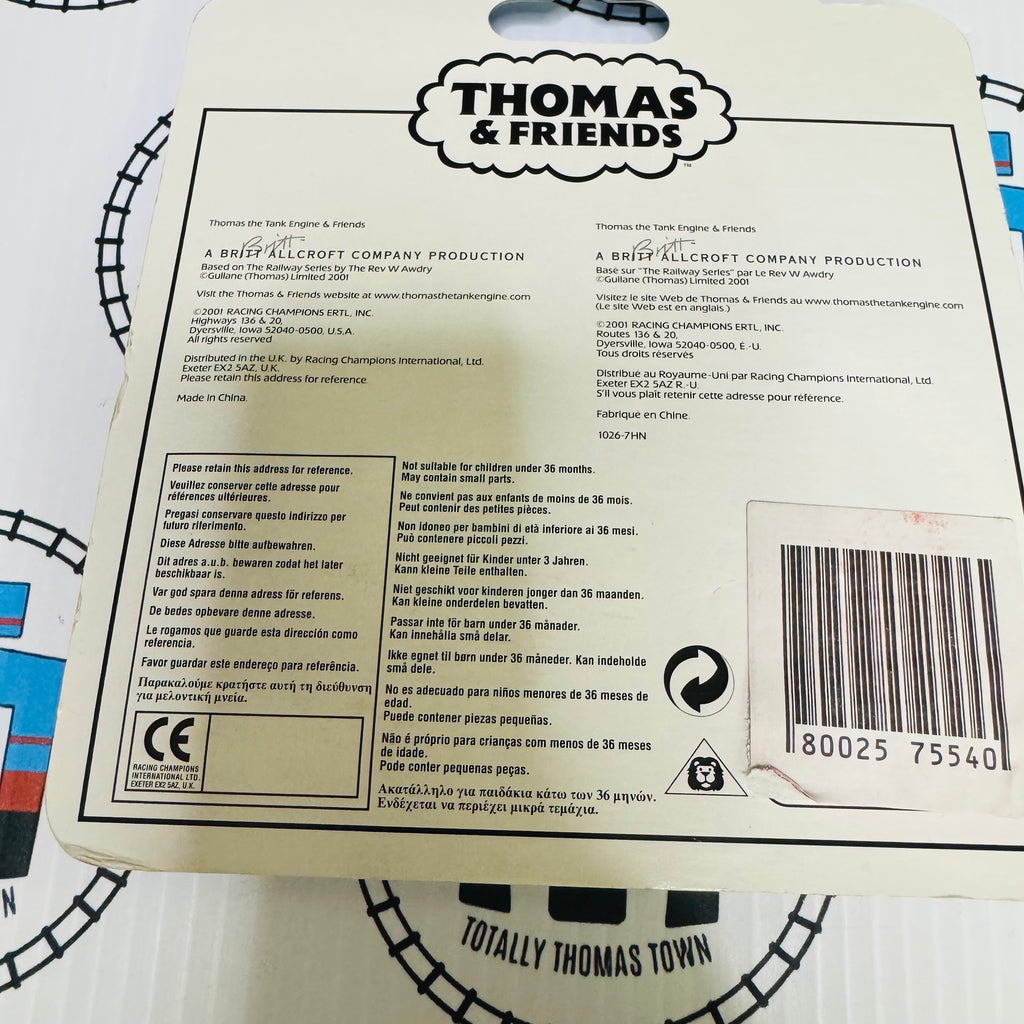 THOMAS
& FRIENDS
™
Thomas the Tank Engine & Friends
Britt
A BRITT ALLCROFT COMPANY PRODUCTION
Based on The Railway Series by The Rev W Awdry
©Gullane (Thomas) Limited 2001
Visit the Thomas & Friends website at www.thomasthetankengine.com
©2001 RACING CHAMPIONS ERTL, INC.
Highways 136 & 20,
Dyersville, Iowa 52040-0500, U.S.A.
All rights reserved
Distributed in the U.K. by Racing Champions International, Ltd.
Exeter EX2 5AZ, U.K.
Please retain this address for reference.
Made in China.
Thomas the Tank Engine & Friends
Britt
A BRITT ALLCROFT COMPANY PRODUCTION
Basé sur "The Railway Series" par Le Rev W Awdry
©Gullane (Thomas) Limited 2001
Visitez le site Web de Thomas & Friends au www.thomasthetankengine.com
(Le site Web est en anglais.)
©2001 RACING CHAMPIONS ERTL, INC.
Routes 136 & 20,
Dyersville, Iowa 52040-0500, É.-U.
Tous droits réservés
Distribué au Royaume-Uni par Racing Champions International, Ltd.
Exeter EX2 5AZ R.-U.
S'il vous plaît retenir cette adresse pour référence.
Fabriqué en Chine.
1026-7HN
Please retain this address for reference.
Veuillez conserver cette adresse pour
références ultérieures.
Pregasi conservare questo indirizzo per
futuro riferimento.
Diese Adresse bitte aufbewahren.
Dit adres a.u.b. bewaren zodat het later
beschikbaar is.
Var god spara denna adress för referens.
De bedes opbevare denne adresse.
Le rogamos que guarde esta dirección como
referencia.
Favor guardar este endereço para referência.
Παρακαλούμε κρατήστε αυτή τη διεύθυνση
για μελοντική μνεία.
CE
RACING CHAMPIONS
INTERNATIONAL LTD.
EXETER EX2 5AZ, U.K.
Not suitable for children under 36 months.
May contain small parts.
Ne convient pas aux enfants de moins de 36 mois.
Peut contenir des petites pièces.
Non idoneo per bambini di età inferiore ai 36 mesi.
Può contenere piccoli pezzi.
Nicht geeignet für Kinder unter 3 Jahren.
Kann kleine Teile enthalten.
Niet geschikt voor kinderen jonger dan 36 maanden.
Kan kleine onderdelen bevatten.
Passar inte för barn under 36 månader.
Kan innehålla små delar.
Ikke egnet til børn under 36 måneder. Kan indeholde
små dele.
No es adecuado para niños menores de 36 meses de
edad.
Puede contener piezas pequeñas.
Não é próprio para crianças com menos de 36 meses
de idade.
Pode conter pequenas peças.
Ακατάλληλο για παιδάκια κάτω των 36 μηνών.
Ενδέχεται να περιέχει μικρά τεμάχια.
80025 75540
TOTALLY THOMAS TOWN
N